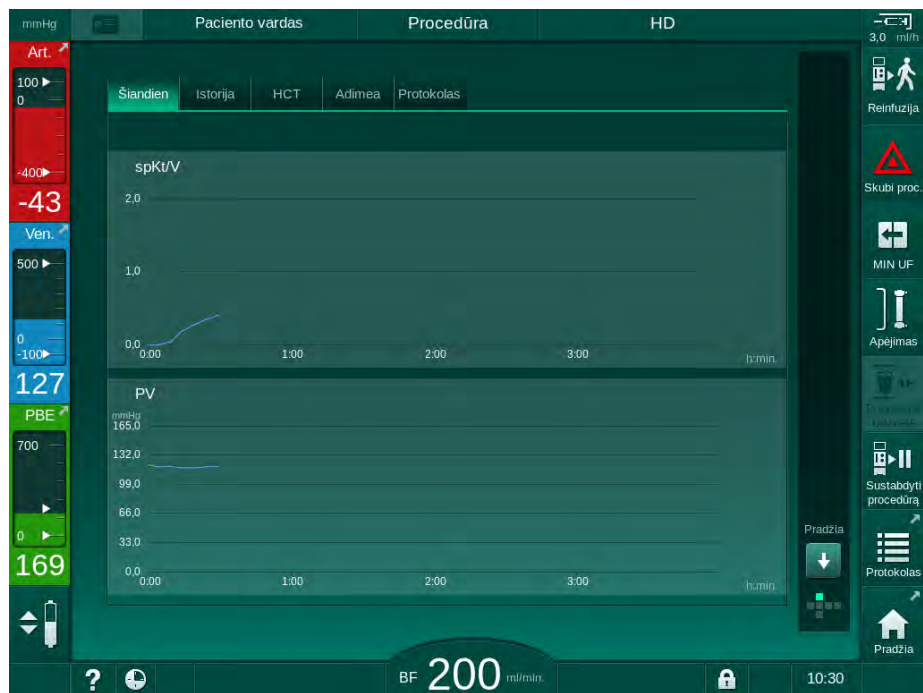 mmHg
Paciento vardas
Procedūra
HD
3,0 ml/h
Art.
100
0
-400
-43
Ven.
500
0
-100
127
PBE
700
0
169
Šiandien
Istorija
HCT
Adimea
Protokolas
spKt/V
2,0
1,0
0,0
0:00 1:00 2:00 3:00 h:min.
PV
mmHg
165,0
132,0
99,0
66,0
33,0
0,0
0:00 1:00 2:00 3:00 h:min.
Pradžia
Reinfuzija
Skubi proc.
MIN UF
Apėjimas
Sustabdyti
procedūrą
Protokolas
Pradžia
?
BF 200 ml/min.
10:30